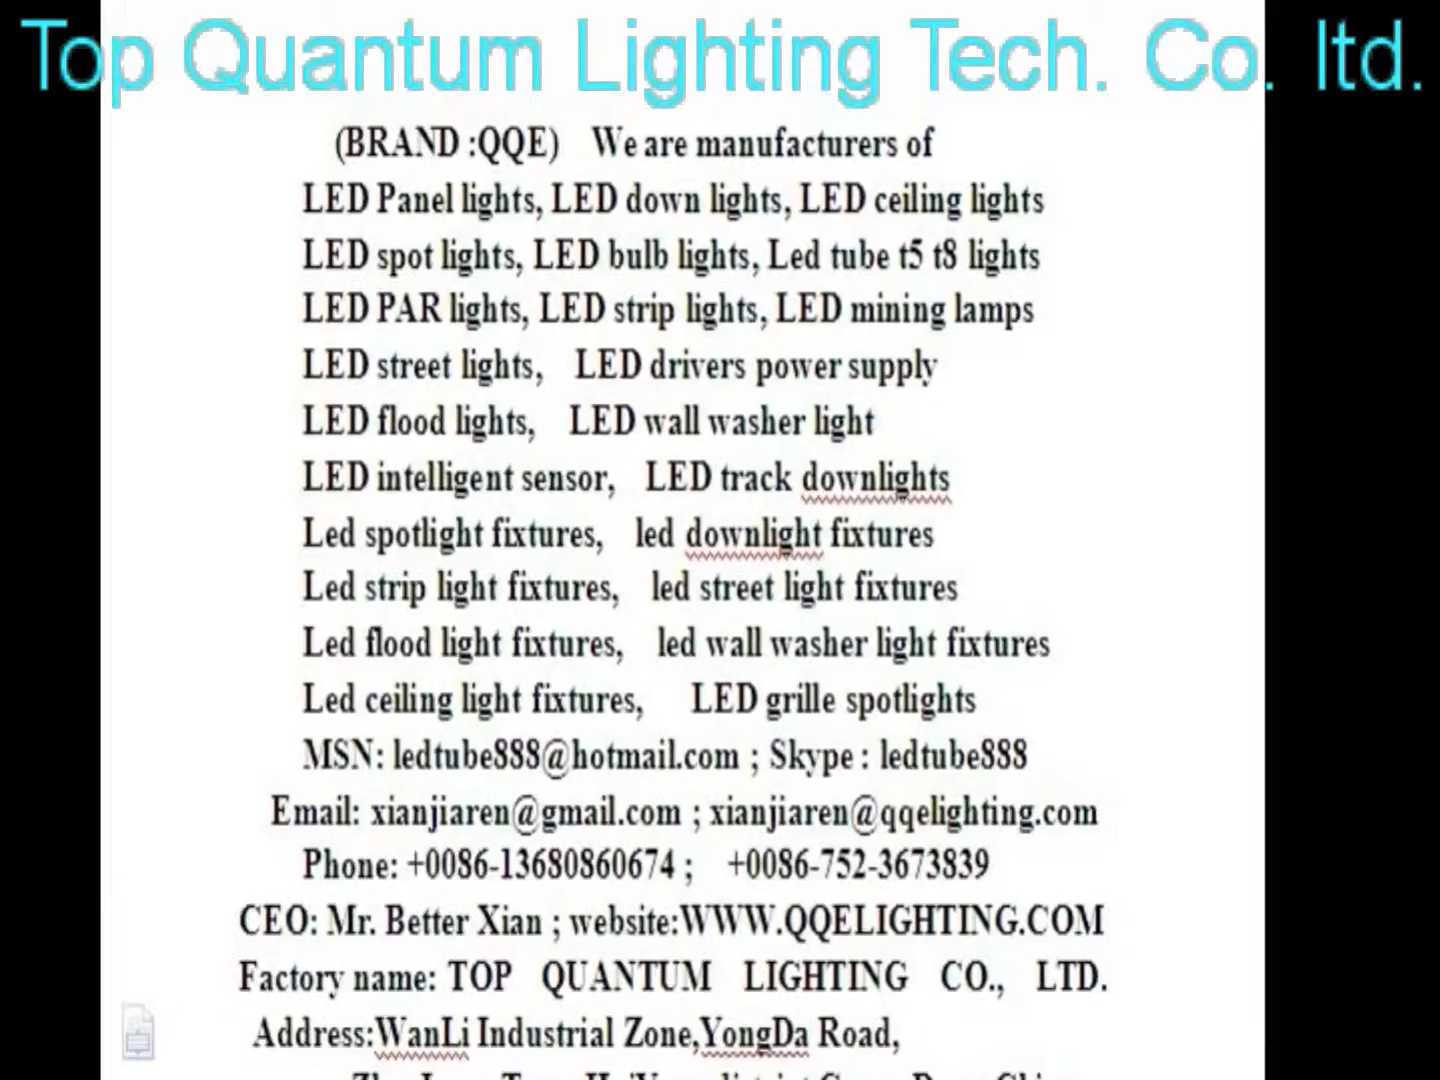 Top Quantum Lighting Tech. Co. ltd.
(BRAND :QQE) We are manufacturers of
LED Panel lights, LED down lights, LED ceiling lights
LED spot lights, LED bulb lights, Led tube t5 t8 lights
LED PAR lights, LED strip lights, LED mining lamps
LED street lights, LED drivers power supply
LED flood lights, LED wall washer light
LED intelligent sensor, LED track downlights
Led spotlight fixtures, led downlight fixtures
Led strip light fixtures, led street light fixtures
Led flood light fixtures, led wall washer light fixtures
Led ceiling light fixtures, LED grille spotlights
MSN: ledtube888@hotmail.com ; Skype : ledtube888
Email: xianjiaren@gmail.com ; xianjiaren@qqelighting.com
Phone: +0086-13680860674 ; +0086-752-3673839
CEO: Mr. Better Xian ; website:WWW.QQELIGHTING.COM
Factory name: TOP QUANTUM LIGHTING CO., LTD.
Address:WanLi Industrial Zone,YongDa Road,